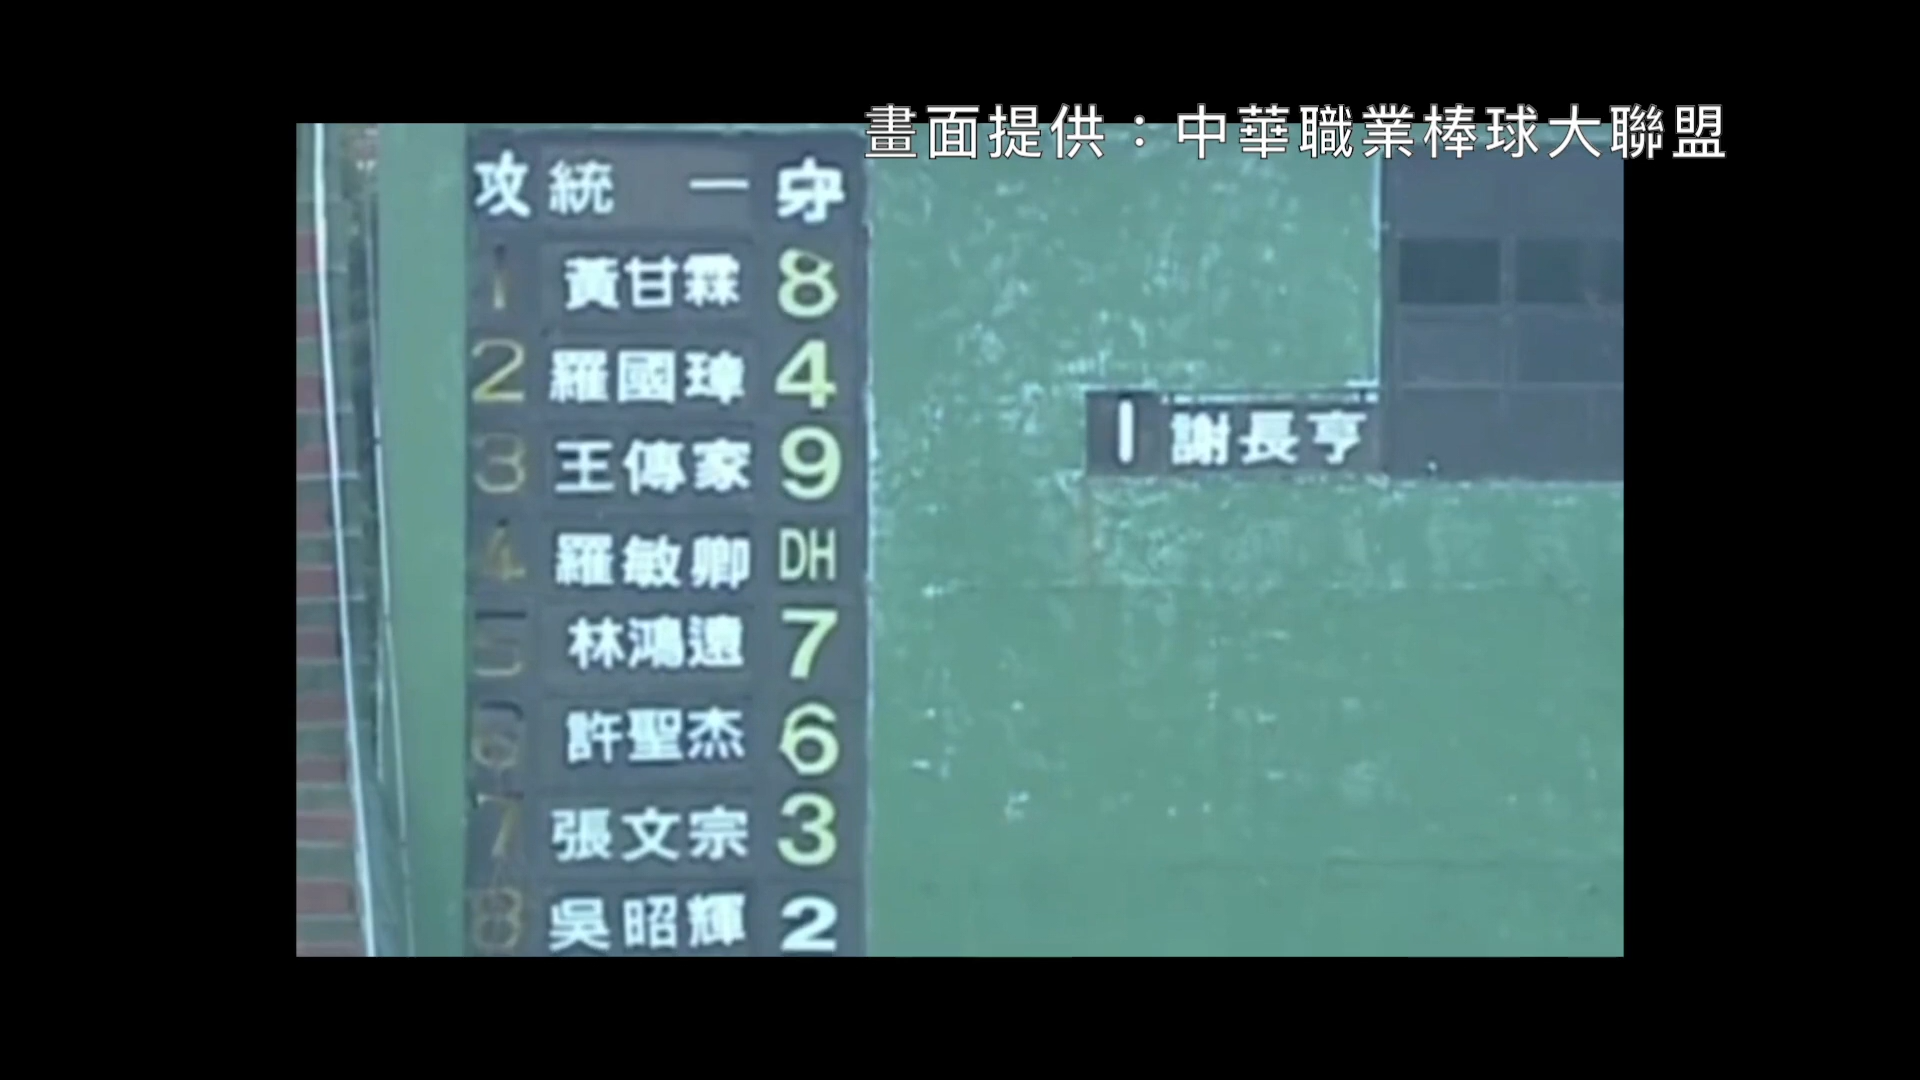 畫面提供：中華職業棒球大聯盟
攻 統一 守
1 黃甘霖 8
2 羅國璋 4
3 王傳家 9
4 羅敏卿 DH
5 林鴻遠 7
6 許聖杰 6
7 張文宗 3
8 吳昭輝 2
1 謝長亨